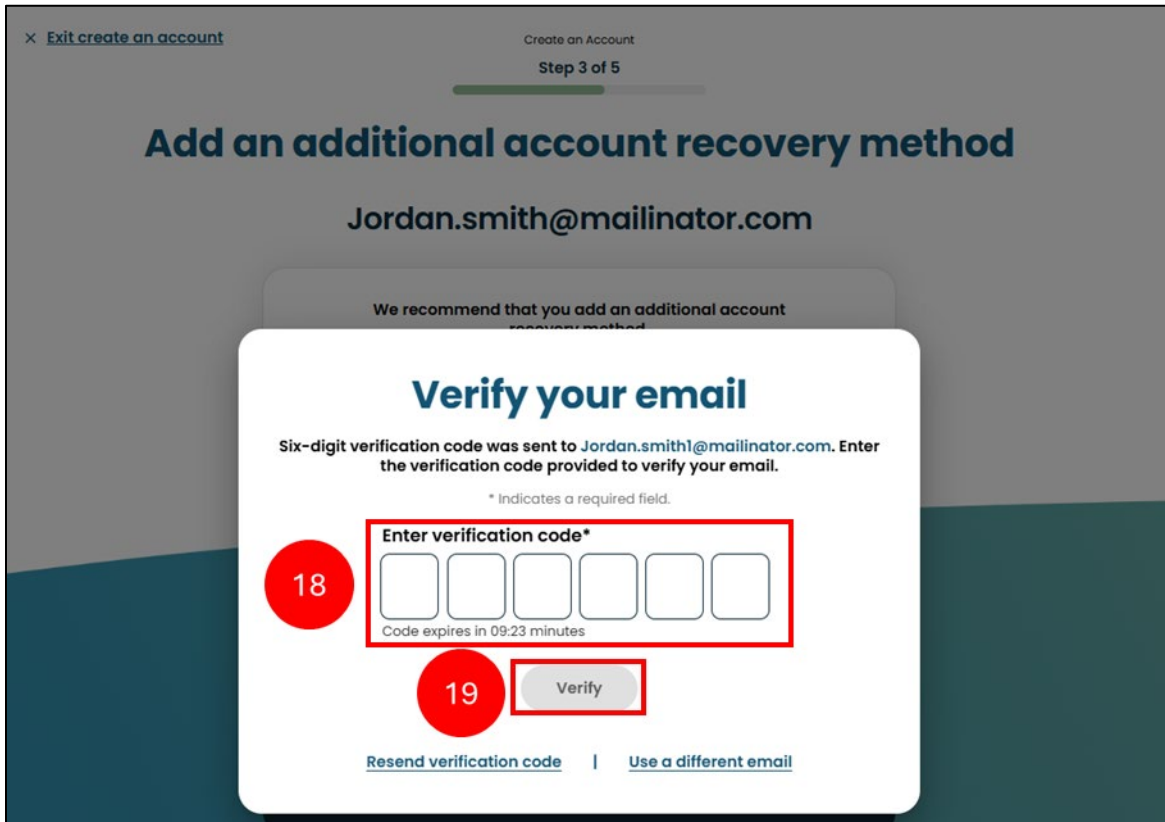 × Exit create an account
Create an Account
Step 3 of 5
Add an additional account recovery method
Jordan.smith@mailinator.com
We recommend that you add an additional account
recovery method
Verify your email
Six-digit verification code was sent to Jordan.smith1@mailinator.com. Enter
the verification code provided to verify your email.
* Indicates a required field.
Enter verification code*
18
Code expires in 09:23 minutes
19
Verify
Resend verification code | Use a different email